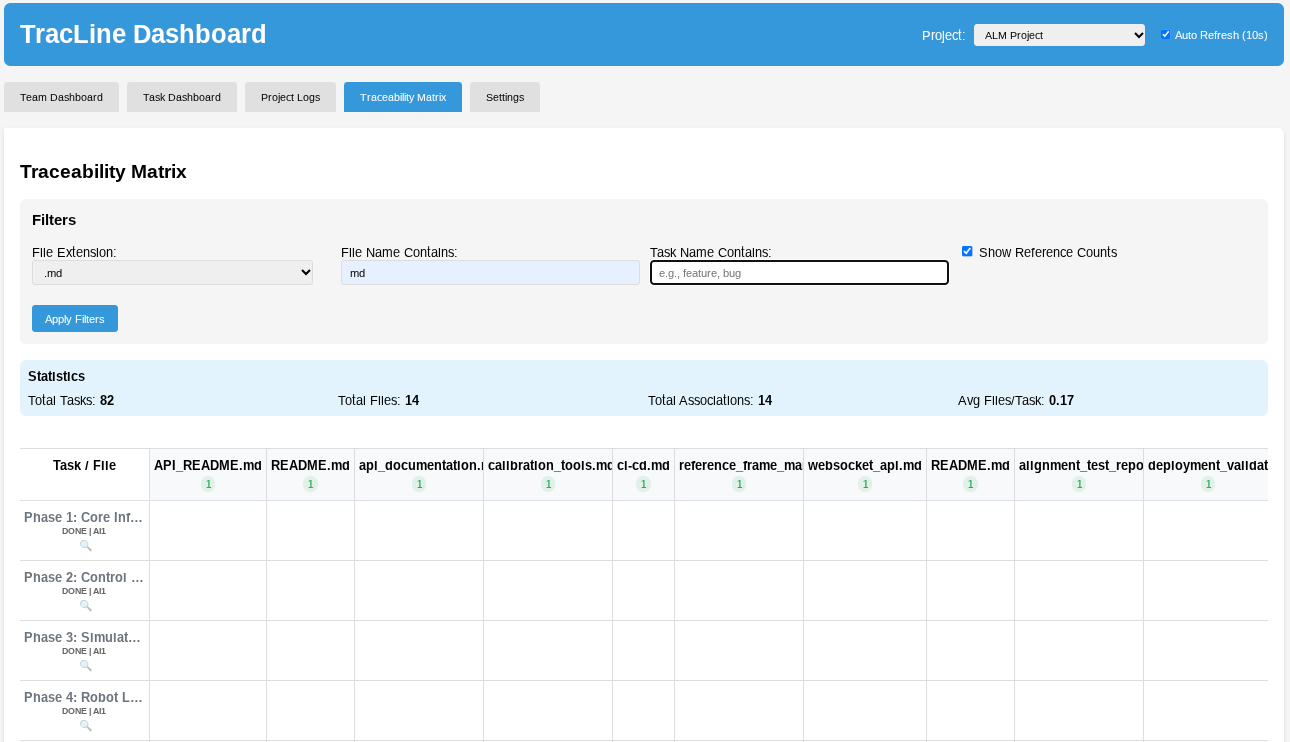 TracLine Dashboard
Project: ALM Project Auto Refresh (10s)
Team Dashboard Task Dashboard Project Logs Traceability Matrix Settings
Traceability Matrix
Filters
File Extension: File Name Contains: Task Name Contains: Show Reference Counts
.md md e.g., feature, bug
Apply Filters
Statistics
Total Tasks: 82 Total Files: 14 Total Associations: 14 Avg Files/Task: 0.17
Task / File API_README.md README.md api_documentation.m calibration_tools.md ci-cd.md reference_frame_ma websocket_api.md README.md alignment_test_repo deployment_validat
1 1 1 1 1 1 1 1 1 1
Phase 1: Core Inf...
DONE | AI1
Phase 2: Control ...
DONE | AI1
Phase 3: Simulat...
DONE | AI1
Phase 4: Robot L...
DONE | AI1